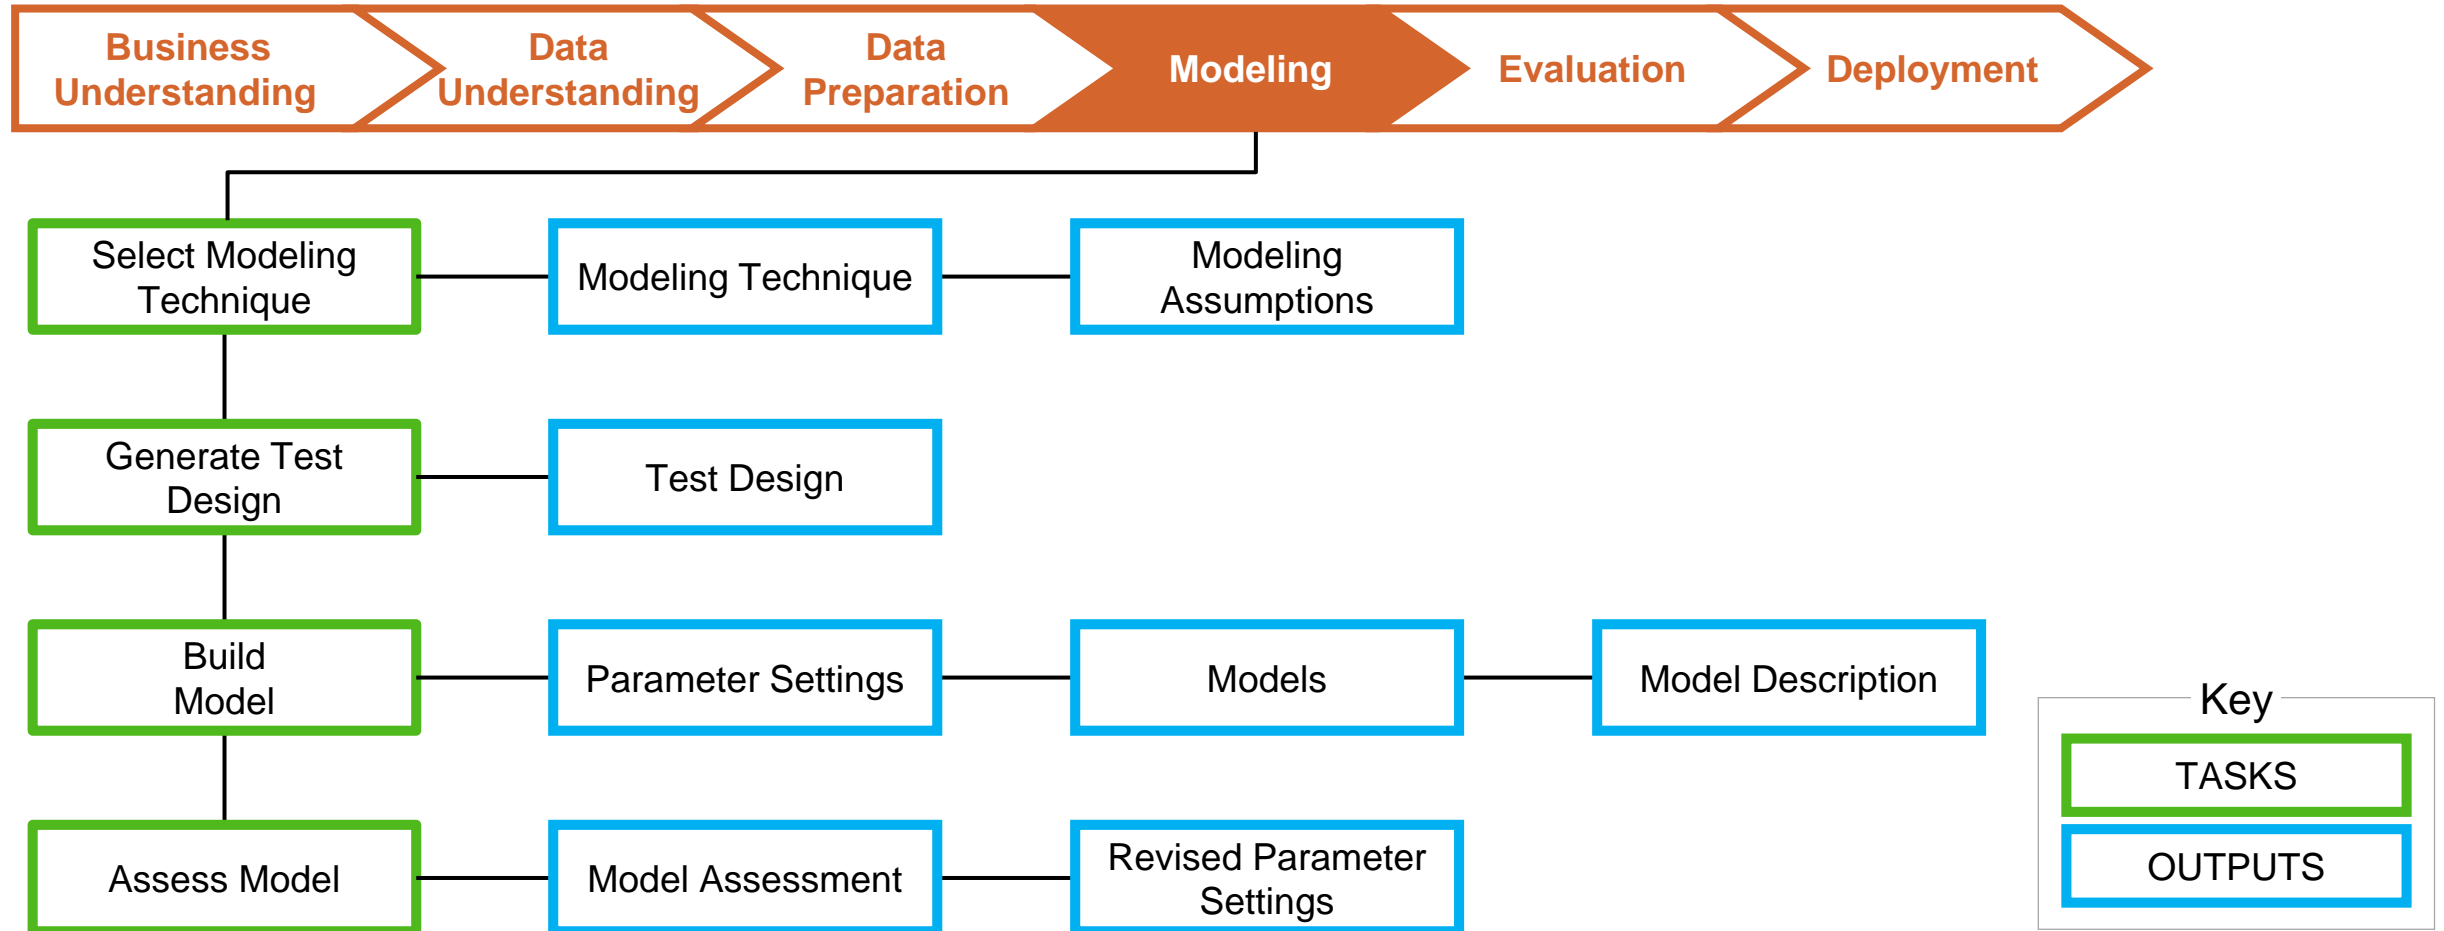 Business
Understanding
Data
Understanding
Data
Preparation
Modeling
Evaluation
Deployment
Select Modeling
Technique
Modeling Technique
Modeling
Assumptions
Generate Test
Design
Test Design
Build
Model
Parameter Settings
Models
Model Description
Assess Model
Model Assessment
Revised Parameter
Settings
Key
TASKS
OUTPUTS